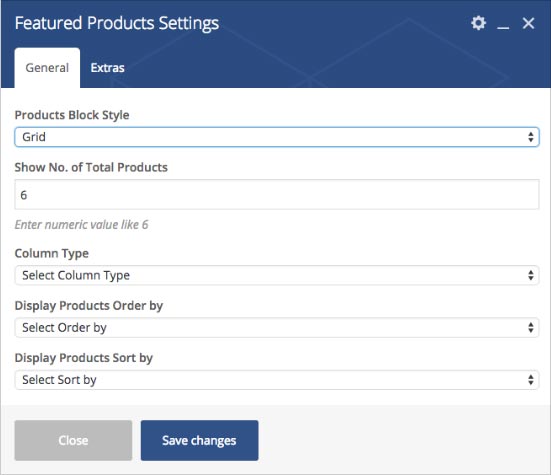 Featured Products Settings
General Extras
Products Block Style
Grid
Show No. of Total Products
6
Enter numeric value like 6
Column Type
Select Column Type
Display Products Order by
Select Order by
Display Products Sort by
Select Sort by
Close Save changes